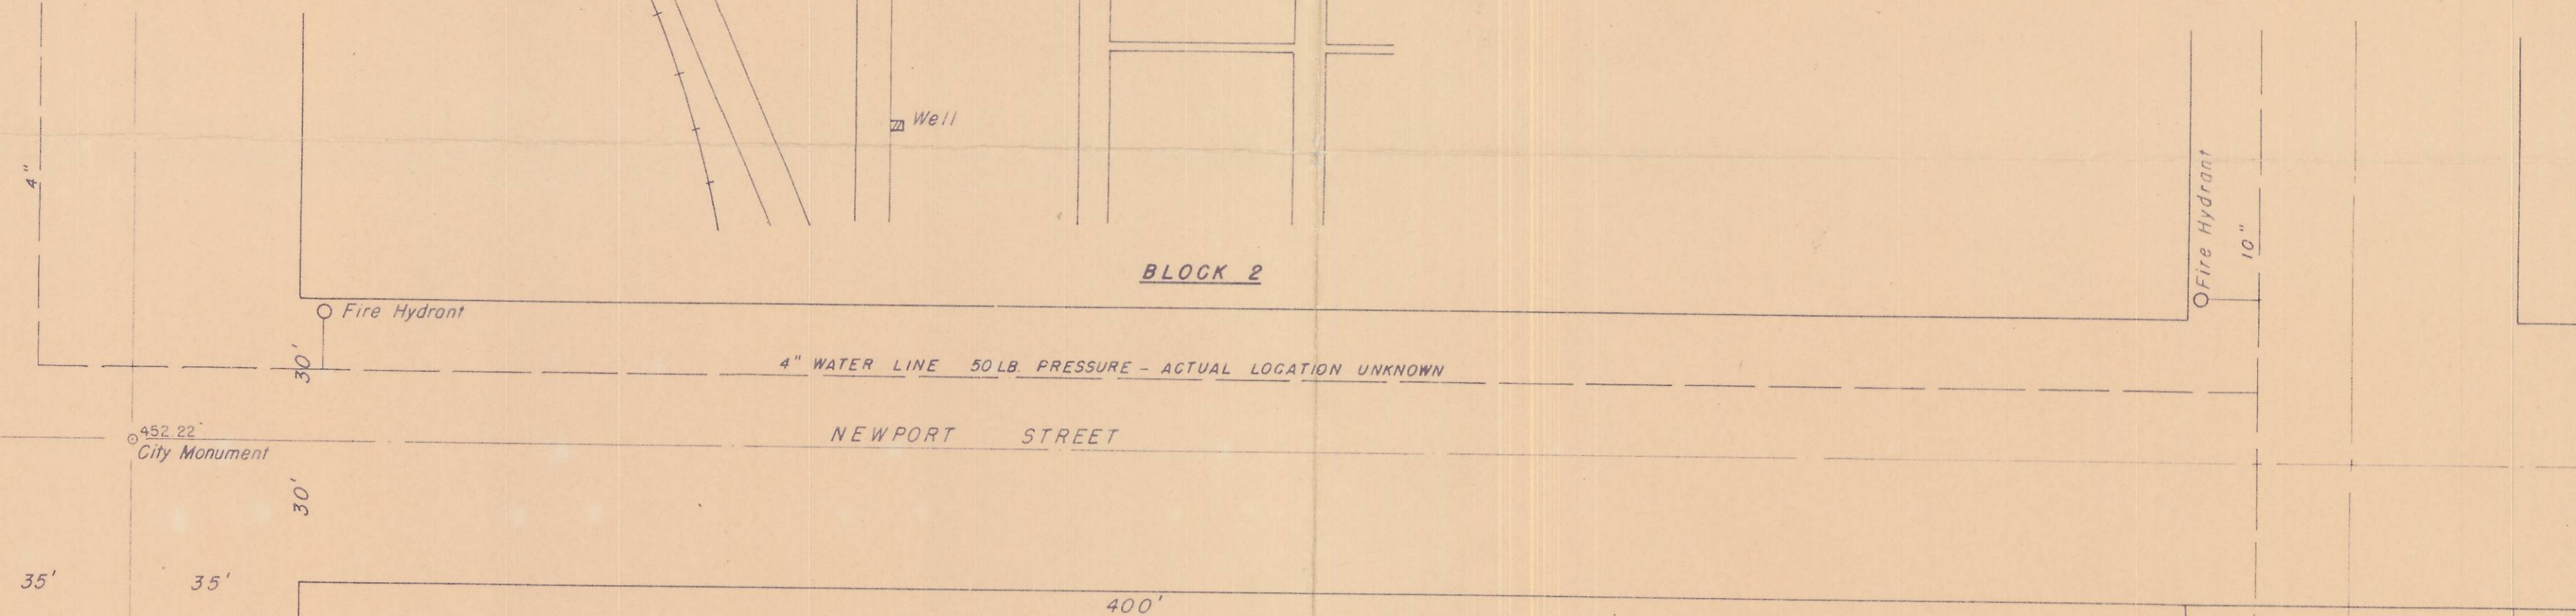 4"
Well
Fire Hydrant
10"
BLOCK 2
Fire Hydrant
30'
4" WATER LINE 50 LB. PRESSURE - ACTUAL LOCATION UNKNOWN
452.22
City Monument
NEWPORT STREET
30'
35'
35'
400'